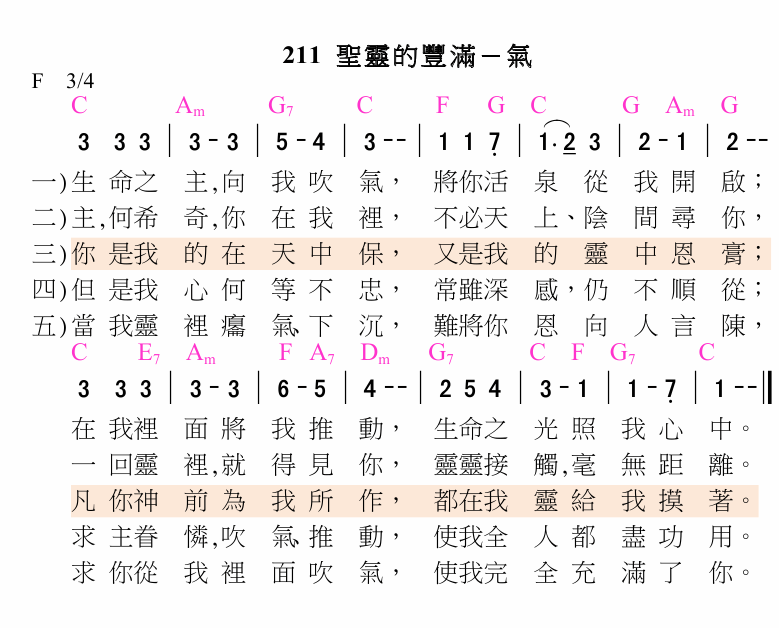 211 聖靈的豐滿－氣
F 3/4
C Am G7 C F G C G Am G
3 3 3 | 3 - 3 | 5 - 4 | 3 - - | 1 1 7̣ | 1. 2 3 | 2 - 1 | 2 - -
一)生 命之 主,向 我 吹 氣， 將你活 泉 從 我 開 啟；
二)主,何希 奇,你 在 我 裡， 不必天 上、陰 間 尋 你，
三)你 是我 的 在 天 中 保， 又是我 的 靈 中 恩 膏；
四)但 是我 心 何 等 不 忠， 常雖深 感，仍 不 順 從；
五)當 我靈 裡 癟 氣、下 沉， 難將你 恩 向 人 言 陳，
C E7 Am F A7 Dm G7 C F G7 C
3 3 3 | 3 - 3 | 6 - 5 | 4 - - | 2 5 4 | 3 - 1 | 1 - 7̣ | 1 - - ‖
在 我裡 面 將 我 推 動， 生命之 光 照 我 心 中。
一 回靈 裡,就 得 見 你， 靈靈接 觸,毫 無 距 離。
凡 你神 前 為 我 所 作， 都在我 靈 給 我 摸 著。
求 主眷 憐,吹 氣、推 動， 使我全 人 都 盡 功 用。
求 你從 我 裡 面 吹 氣， 使我完 全 充 滿 了 你。